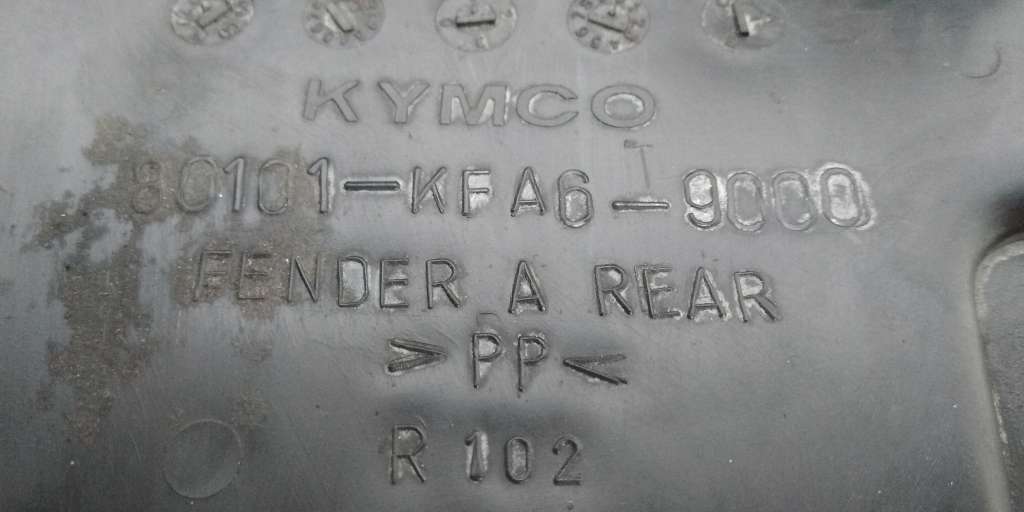 KYMCO
80101-KFA6-9000
FENDER A REAR
>PP<
R 102